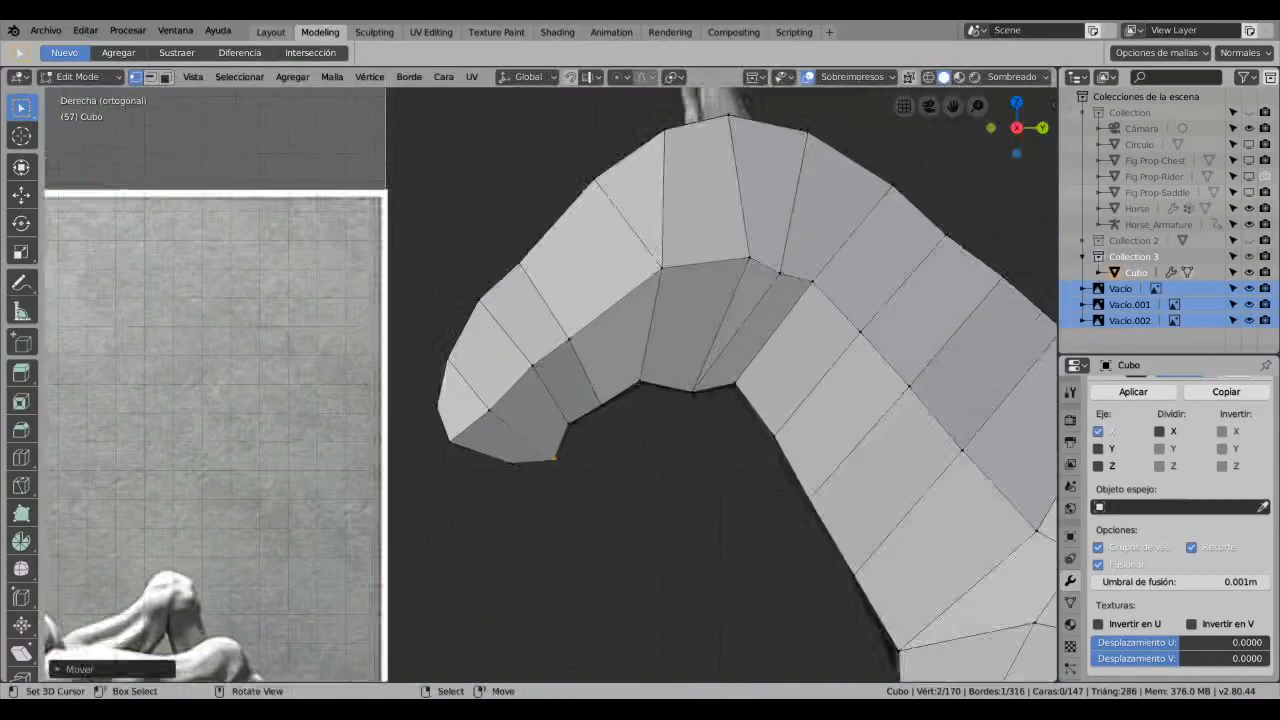 Archivo Editar Procesar Ventana Ayuda Layout Modeling Sculpting UV Editing Texture Paint Shading Animation Rendering Compositing Scripting + Scene View Layer
Nuevo Agregar Sustraer Diferencia Intersección Opciones de mallas Normales
Edit Mode Vista Seleccionar Agregar Malla Vértice Borde Cara UV Global Sobreimpresos Sombreado
Derecha (ortogonal)
(57) Cubo
Z
X
Y
Mover
Colecciones de la escena
Collection
Cámara
Círculo
Fig.Prop-Chest
Fig.Prop-Rider
Fig.Prop-Saddle
Horse
Horse_Armature
Collection 2
Collection 3
Cubo
Vacío
Vacío.001
Vacío.002
Cubo
Aplicar Copiar
Eje: Dividir: Invertir:
X X X
Y Y Y
Z Z Z
Objeto espejo:
Opciones:
Grupos de vé... Recorte
Fusionar
Umbral de fusión: 0.001m
Texturas:
Invertir en U Invertir en V
Desplazamiento U: 0.0000
Desplazamiento V: 0.0000
Set 3D Cursor Box Select Rotate View Select Move Cubo | Vért:2/170 | Bordes:1/316 | Caras:0/147 | Triáng:286 | Mem: 376.0 MB | v2.80.44